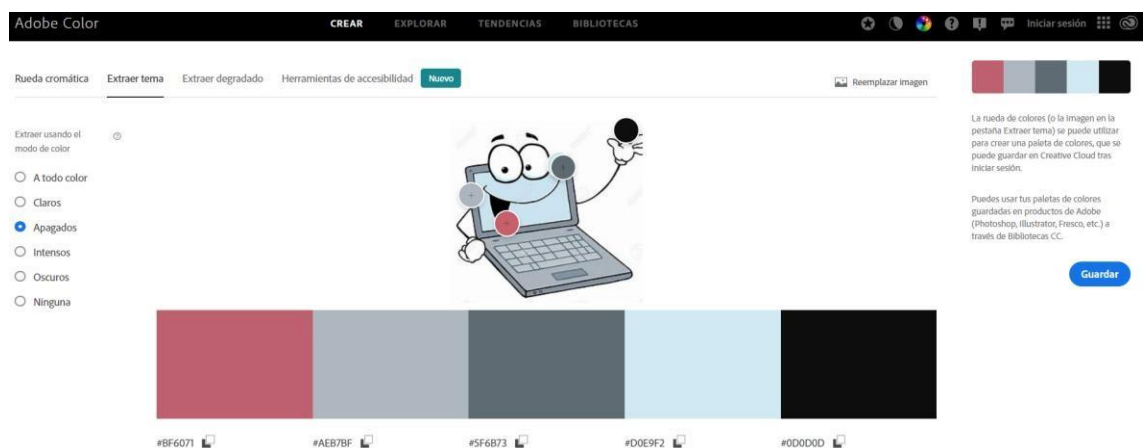 Adobe Color
CREAR EXPLORAR TENDENCIAS BIBLIOTECAS
Iniciar sesión
Rueda cromática Extraer tema Extraer degradado Herramientas de accesibilidad Nuevo
Reemplazar imagen
Extraer usando el
modo de color
A todo color
Claros
Apagados
Intensos
Oscuros
Ninguna
La rueda de colores (o la imagen en la
pestaña Extraer tema) se puede utilizar
para crear una paleta de colores, que se
puede guardar en Creative Cloud tras
iniciar sesión.
Puedes usar tus paletas de colores
guardadas en productos de Adobe
(Photoshop, Illustrator, Fresco, etc.) a
través de Bibliotecas CC.
Guardar
#BF6071 #AEB7BF #5F6B73 #D0E9F2 #0D0D0D